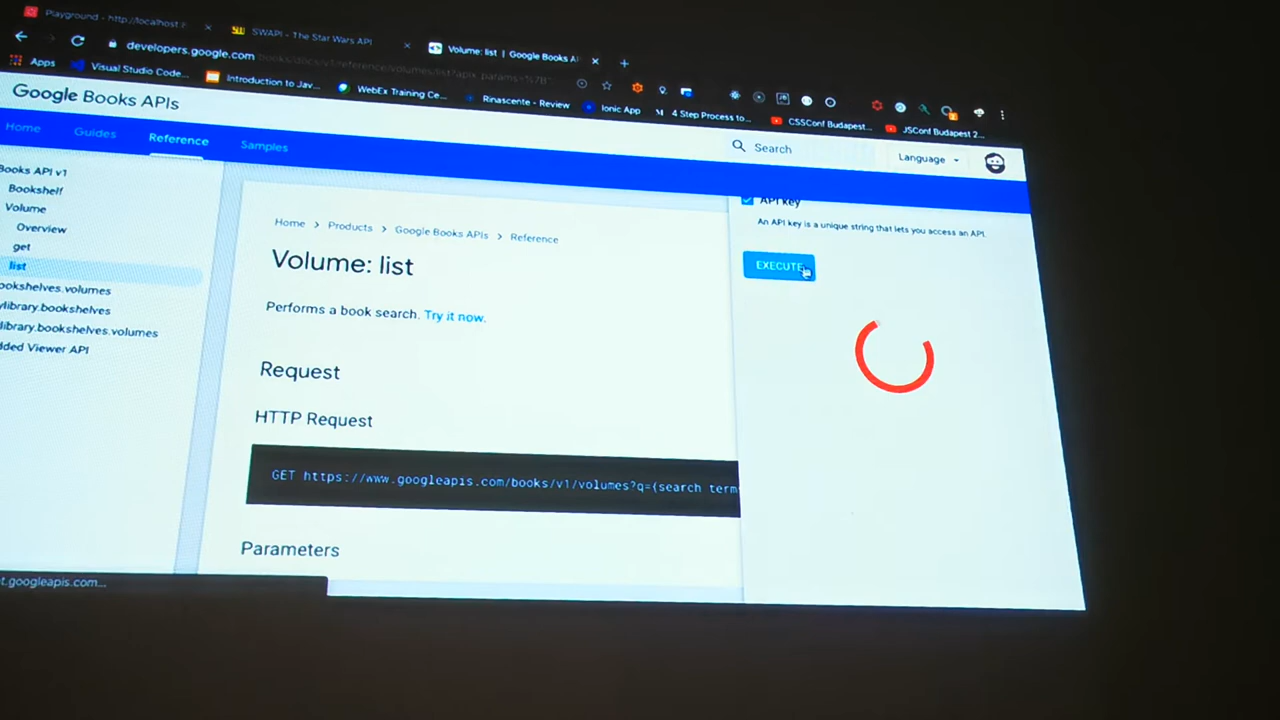 Playground - http://localhost
SWAPI - The Star Wars API
Volume: list | Google Books A
developers.google.com
Apps
Visual Studio Code...
Introduction to Jav...
WebEx Training Ce...
Rinascente - Review
Ionic App
4 Step Process to...
CSSConf Budapest...
JSConf Budapest 2...
Google Books APIs
Home
Guides
Reference
Samples
Search
Language
Books API v1
Bookshelf
Volume
Overview
get
list
ookshelves.volumes
ylibrary.bookshelves
library.bookshelves.volumes
dded Viewer API
Home > Products > Google Books APIs > Reference
Volume: list
Performs a book search. Try it now.
Request
HTTP Request
GET https://www.googleapis.com/books/v1/volumes?q={search term
Parameters
API key
An API key is a unique string that lets you access an API.
EXECUTE
t.googleapis.com...